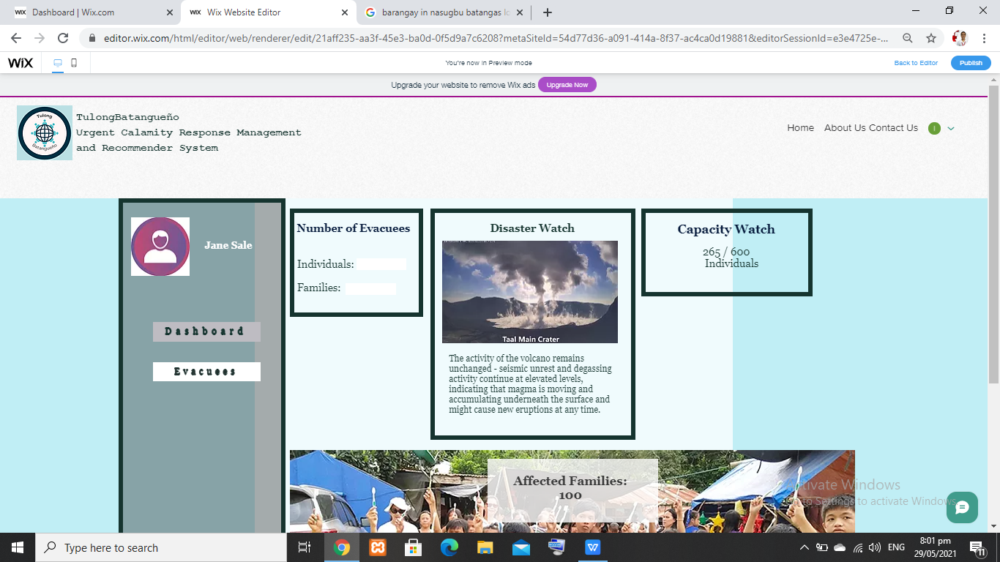 Dashboard | Wix.com
Wix Website Editor
barangay in nasugbu batangas
editor.wix.com/html/editor/web/renderer/edit/21aff235-aa3f-45e3-ba0d-0f5d9a7c6208?metaSiteId=54d77d36-a091-414a-8f37-ac4ca0d19881&editorSessionId=e3e4725e-...
WiX
You're now in Preview mode
Back to Editor
Publish
Upgrade your website to remove Wix ads
Upgrade Now
Tulong
Batangueño
TulongBatangueño
Urgent Calamity Response Management
and Recommender System
Home
About Us
Contact Us
Jane Sale
Dashboard
Evacuees
Number of Evacuees
Individuals:
Families:
Disaster Watch
Taal Main Crater
The activity of the volcano remains
unchanged - seismic unrest and degassing
activity continue at elevated levels,
indicating that magma is moving and
accumulating underneath the surface and
might cause new eruptions at any time.
Capacity Watch
265 / 600
Individuals
Affected Families:
100
Activate Windows
Go to Settings to activate Windows.
Type here to search
ENG
8:01 pm
29/05/2021
11